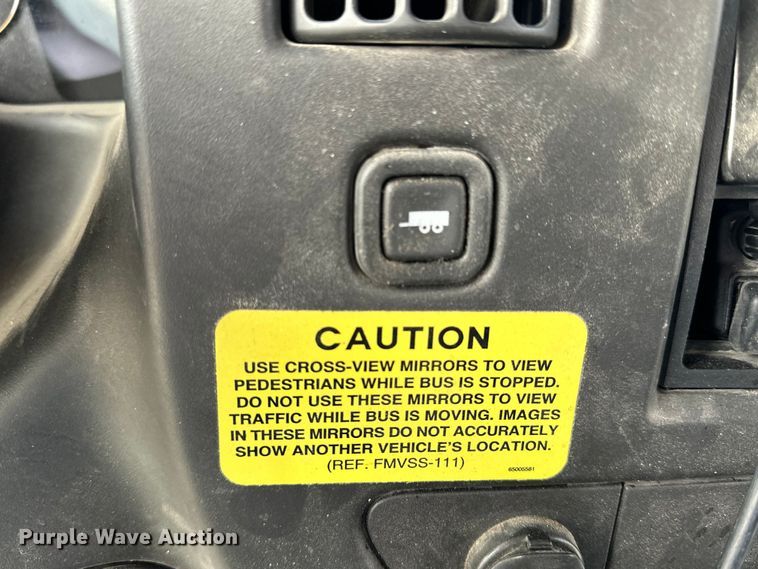 CAUTION
USE CROSS-VIEW MIRRORS TO VIEW
PEDESTRIANS WHILE BUS IS STOPPED.
DO NOT USE THESE MIRRORS TO VIEW
TRAFFIC WHILE BUS IS MOVING. IMAGES
IN THESE MIRRORS DO NOT ACCURATELY
SHOW ANOTHER VEHICLE'S LOCATION.
(REF. FMVSS-111)
65005581
Purple Wave Auction